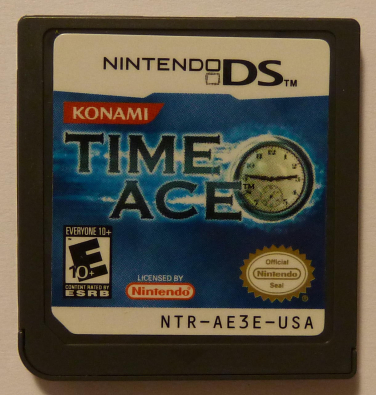 NINTENDO DS™
KONAMI
TIME
ACE™
EVERYONE 10+
E
10+
CONTENT RATED BY
ESRB
LICENSED BY
Nintendo
Official
Nintendo
Seal
®
NTR-AE3E-USA